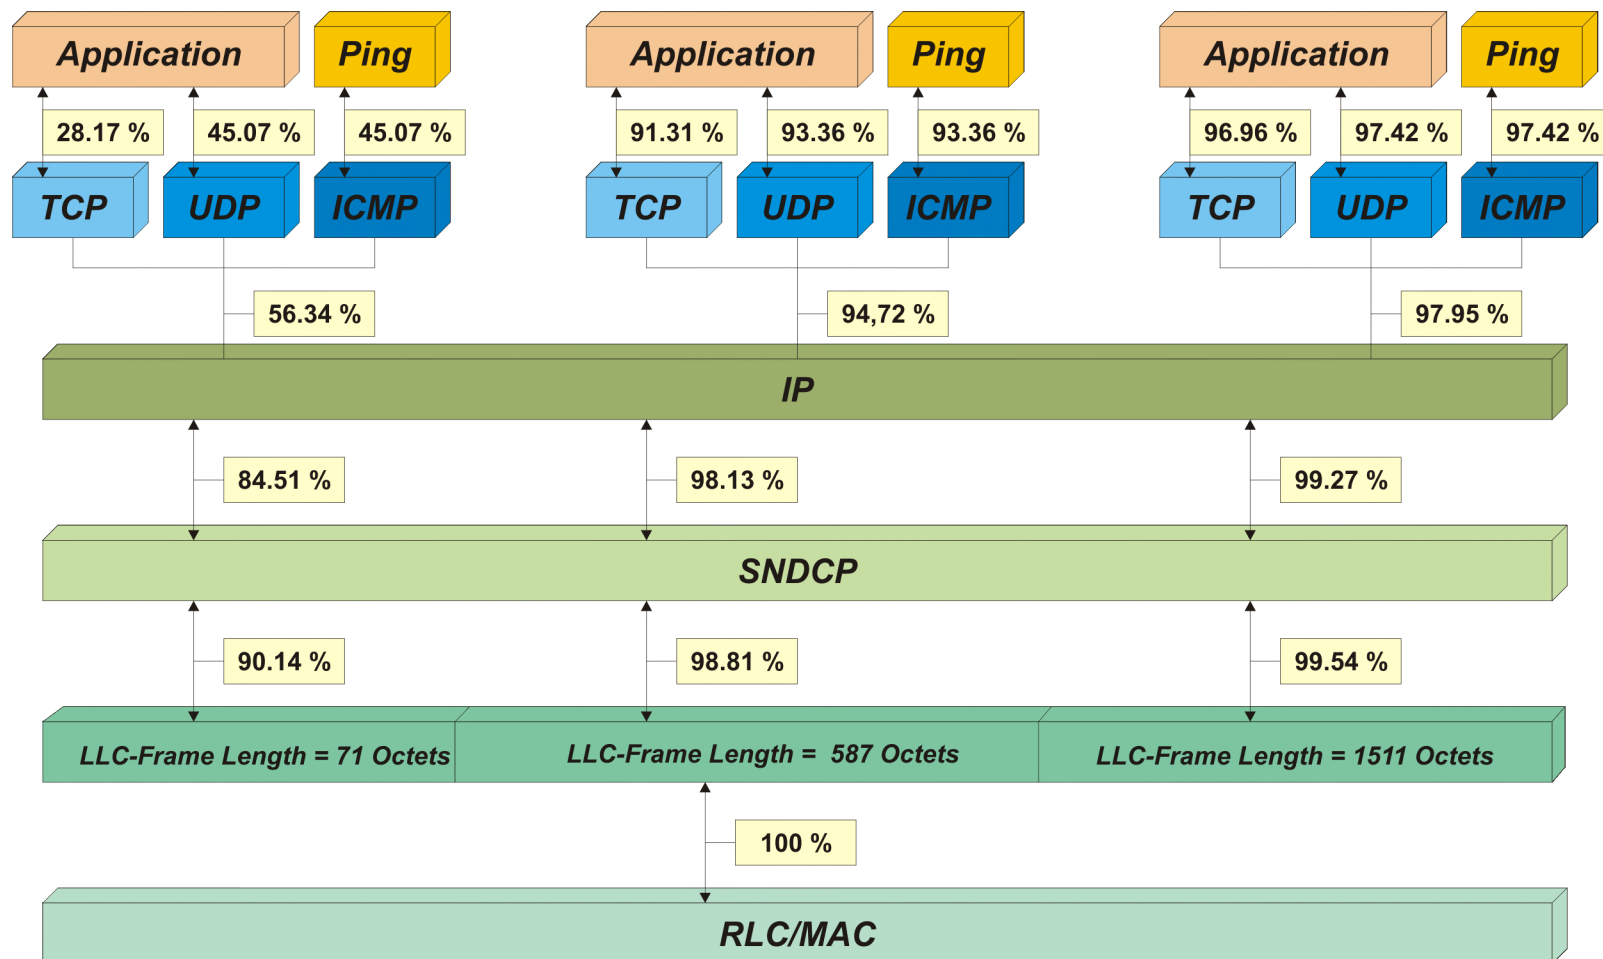 Application Ping Application Ping Application Ping
28.17 % 45.07 % 45.07 % 91.31 % 93.36 % 93.36 % 96.96 % 97.42 % 97.42 %
TCP UDP ICMP TCP UDP ICMP TCP UDP ICMP
56.34 % 94,72 % 97.95 %
IP
84.51 % 98.13 % 99.27 %
SNDCP
90.14 % 98.81 % 99.54 %
LLC-Frame Length = 71 Octets LLC-Frame Length = 587 Octets LLC-Frame Length = 1511 Octets
100 %
RLC/MAC